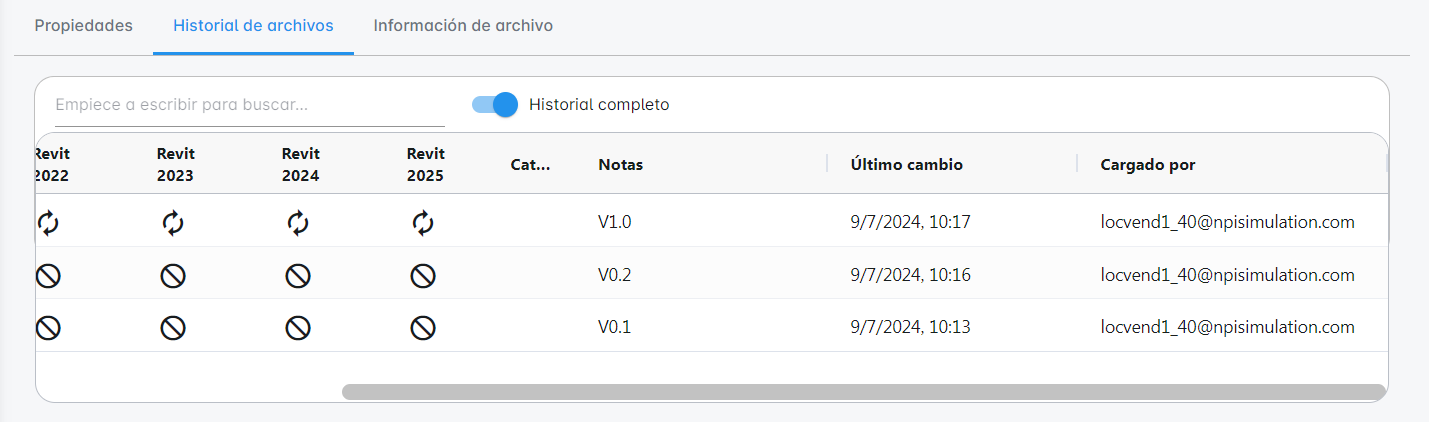 Propiedades Historial de archivos Información de archivo
Empiece a escribir para buscar... Historial completo
Revit Revit Revit Revit
2022 2023 2024 2025 Cat... Notas Último cambio Cargado por
V1.0 9/7/2024, 10:17 locvend1_40@npisimulation.com
V0.2 9/7/2024, 10:16 locvend1_40@npisimulation.com
V0.1 9/7/2024, 10:13 locvend1_40@npisimulation.com